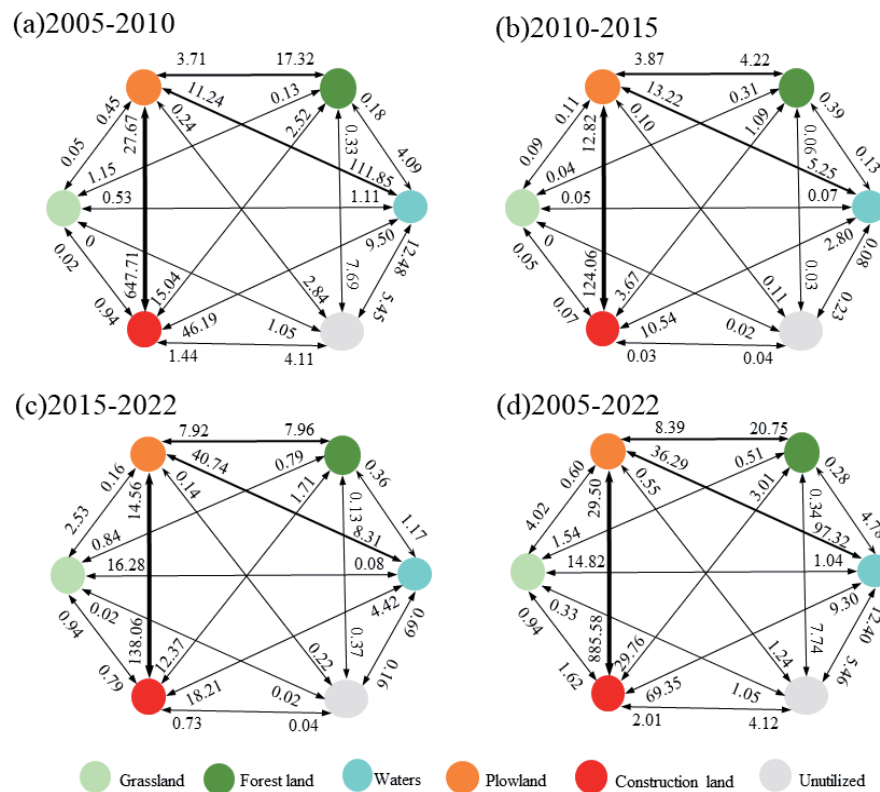 (a)2005-2010
3.71 17.32
0.45 0.24 11.24 0.13 2.52 0.33 0.18
0.05 27.67 4.09
1.15 111.85
0.53 1.11
0 9.50
0.02 647.71 15.04 2.84 7.69 12.48
0.94 46.19 1.05 5.45
1.44 4.11
(b)2010-2015
3.87 4.22
0.11 0.10 13.22 0.31 1.09 0.06 0.39
0.09 12.82 0.13
0.04 5.25
0.05 0.07
0 2.80
0.05 124.06 3.67 0.11 0.03 0.08
0.07 10.54 0.02 0.23
0.03 0.04
(c)2015-2022
7.92 7.96
0.16 0.14 40.74 0.79 1.71 0.13 0.36
2.53 14.56 1.17
0.84 8.31
16.28 0.08
0.02 4.42
0.94 138.06 12.37 0.22 0.37 0.69
0.79 18.21 0.02 0.16
0.73 0.04
(d)2005-2022
8.39 20.75
0.60 0.55 36.29 0.51 3.01 0.34 0.28
4.02 29.50 4.78
1.54 97.32
14.82 1.04
0.33 9.30
0.94 885.58 29.76 1.24 7.74 12.40
1.62 69.35 1.05 5.46
2.01 4.12
Grassland Forest land Waters Plowland Construction land Unutilized